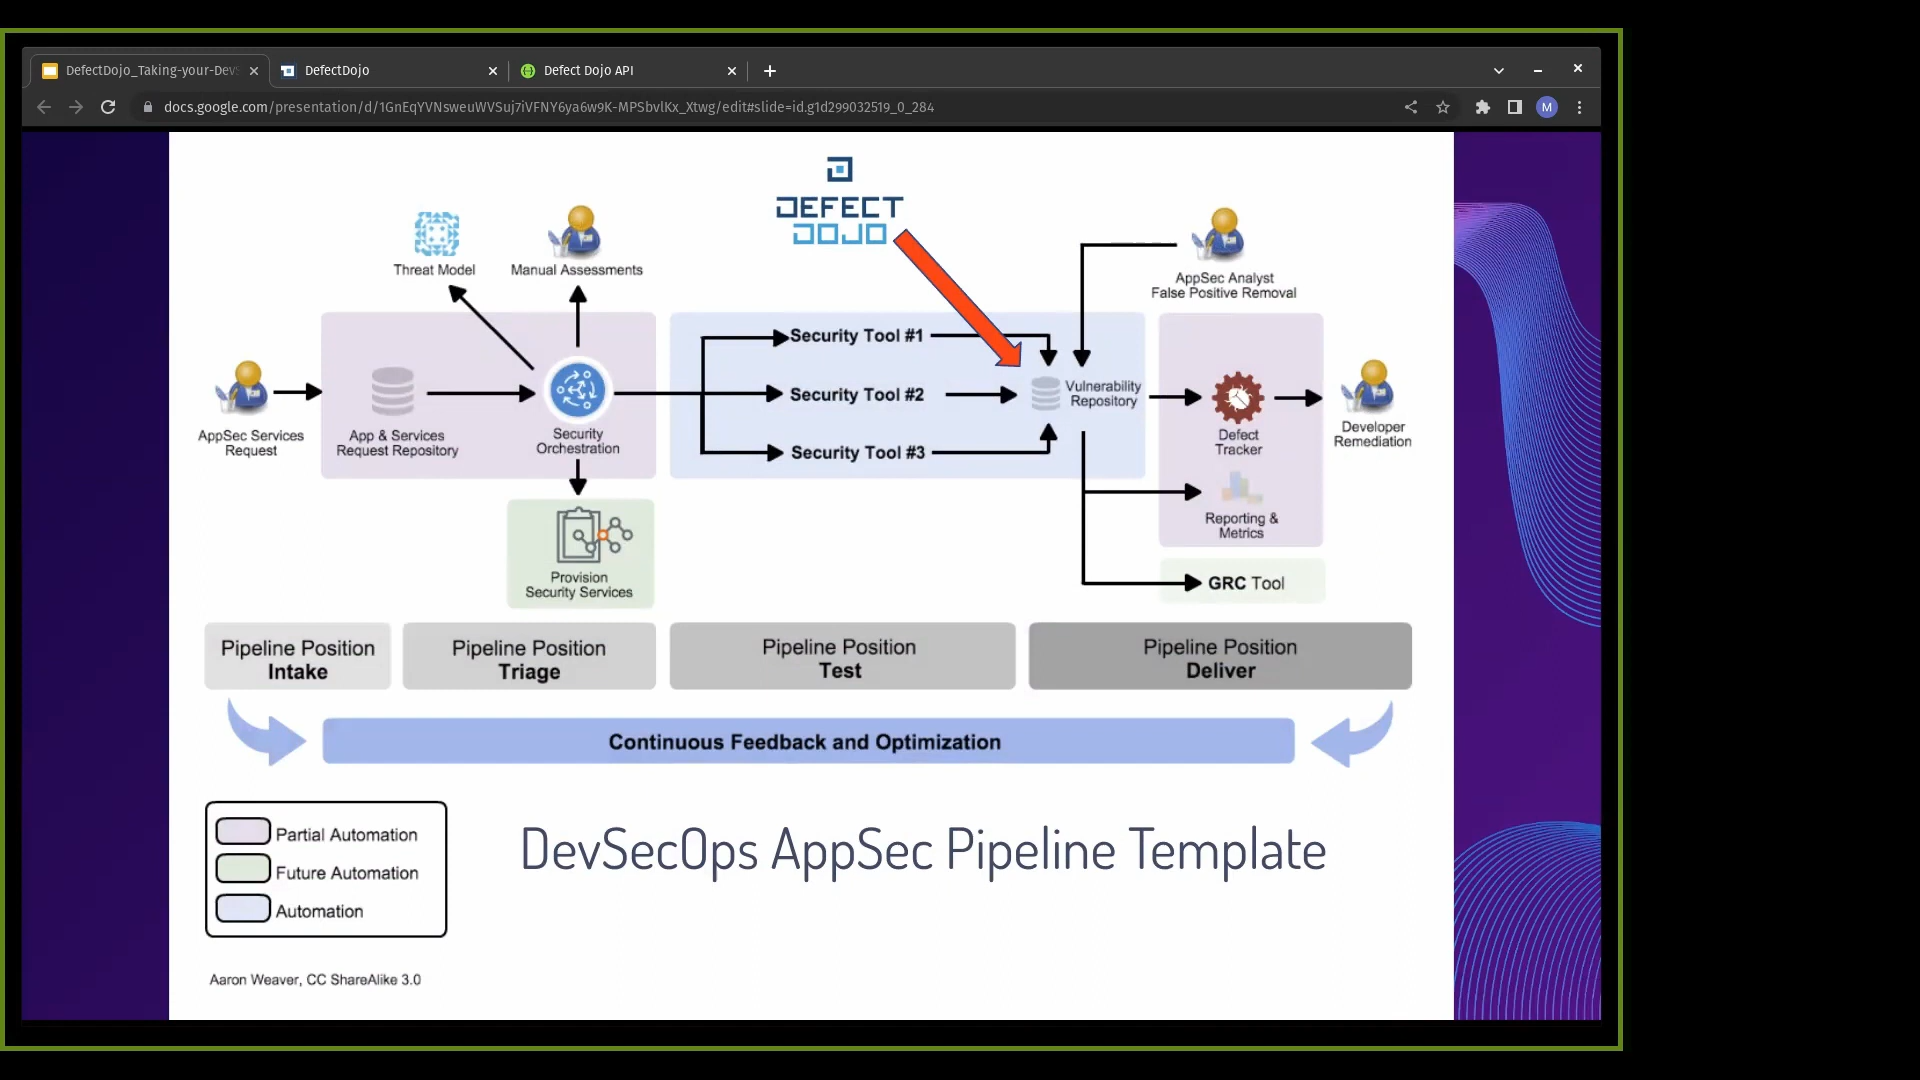 DefectDojo_Taking-your-Dev
DefectDojo
Defect Dojo API
docs.google.com/presentation/d/1GnEqYVNsweuWVSuj7iVFNY6ya6w9K-MPSbvlKx_Xtwg/edit#slide=id.g1d299032519_0_284
M
DEFECT
DOJO
Threat Model
Manual Assessments
AppSec Analyst
False Positive Removal
AppSec Services
Request
App & Services
Request Repository
Security
Orchestration
Security Tool #1
Security Tool #2
Security Tool #3
Vulnerability
Repository
Defect
Tracker
Developer
Remediation
Reporting &
Metrics
GRC Tool
Provision
Security Services
Pipeline Position
Intake
Pipeline Position
Triage
Pipeline Position
Test
Pipeline Position
Deliver
Continuous Feedback and Optimization
Partial Automation
Future Automation
Automation
DevSecOps AppSec Pipeline Template
Aaron Weaver, CC ShareAlike 3.0